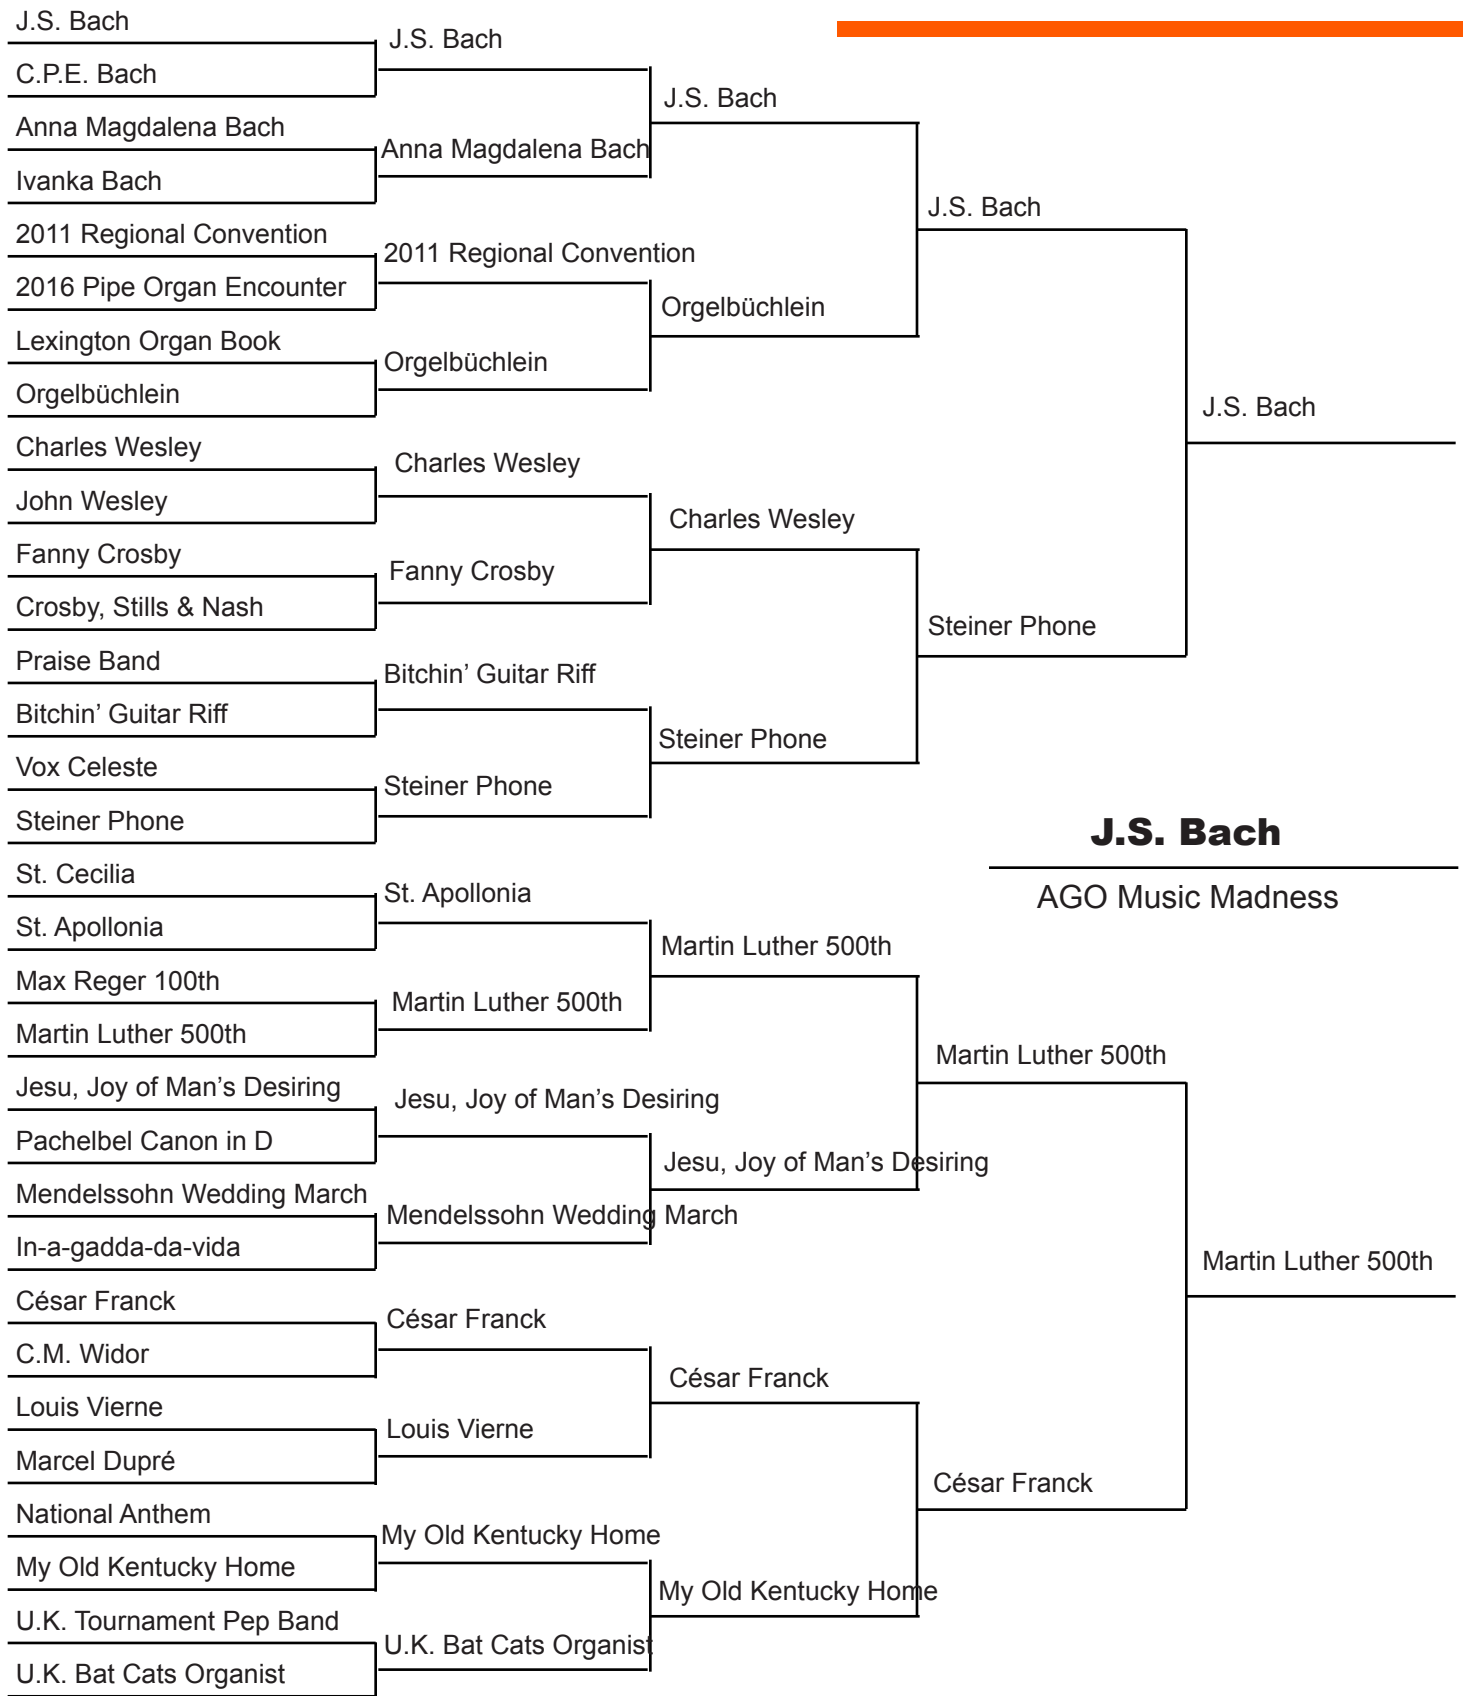 J.S. Bach
C.P.E. Bach
Anna Magdalena Bach
Ivanka Bach
2011 Regional Convention
2016 Pipe Organ Encounter
Lexington Organ Book
Orgelbüchlein
Charles Wesley
John Wesley
Fanny Crosby
Crosby, Stills & Nash
Praise Band
Bitchin’ Guitar Riff
Vox Celeste
Steiner Phone
St. Cecilia
St. Apollonia
Max Reger 100th
Martin Luther 500th
Jesu, Joy of Man’s Desiring
Pachelbel Canon in D
Mendelssohn Wedding March
In-a-gadda-da-vida
César Franck
C.M. Widor
Louis Vierne
Marcel Dupré
National Anthem
My Old Kentucky Home
U.K. Tournament Pep Band
U.K. Bat Cats Organist
J.S. Bach
Anna Magdalena Bach
2011 Regional Convention
Orgelbüchlein
Charles Wesley
Fanny Crosby
Bitchin’ Guitar Riff
Steiner Phone
St. Apollonia
Martin Luther 500th
Jesu, Joy of Man’s Desiring
Mendelssohn Wedding March
César Franck
Louis Vierne
My Old Kentucky Home
U.K. Bat Cats Organist
J.S. Bach
Orgelbüchlein
Charles Wesley
Steiner Phone
Martin Luther 500th
Jesu, Joy of Man’s Desiring
César Franck
My Old Kentucky Home
J.S. Bach
Steiner Phone
Martin Luther 500th
César Franck
J.S. Bach
Martin Luther 500th
J.S. Bach
AGO Music Madness